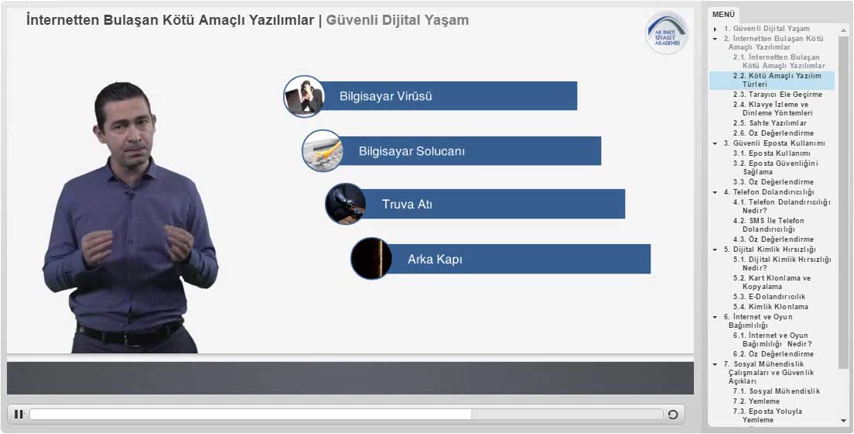 İnternetten Bulaşan Kötü Amaçlı Yazılımlar | Güvenli Dijital Yaşam
AK PARTİ
SİYASET
AKADEMİSİ
Bilgisayar Virüsü
Bilgisayar Solucanı
Truva Atı
Arka Kapı
MENÜ
1. Güvenli Dijital Yaşam
2. İnternetten Bulaşan Kötü
Amaçlı Yazılımlar
2.1. İnternetten Bulaşan
Kötü Amaçlı Yazılımlar
2.2. Kötü Amaçlı Yazılım
Türleri
2.3. Tarayıcı Ele Geçirme
2.4. Klavye İzleme ve
Dinleme Yöntemleri
2.5. Sahte Yazılımlar
2.6. Öz Değerlendirme
3. Güvenli Eposta Kullanımı
3.1. Eposta Kullanımı
3.2. Eposta Güvenliğini
Sağlama
3.3. Öz Değerlendirme
4. Telefon Dolandırıcılığı
4.1. Telefon Dolandırıcılığı
Nedir?
4.2. SMS İle Telefon
Dolandırıcılığı
4.3. Öz Değerlendirme
5. Dijital Kimlik Hırsızlığı
5.1. Dijital Kimlik Hırsızlığı
Nedir?
5.2. Kart Klonlama ve
Kopyalama
5.3. E-Dolandırıcılık
5.4. Kimlik Klonlama
6. İnternet ve Oyun
Bağımlılığı
6.1. İnternet ve Oyun
Bağımlılığı Nedir?
6.2. Öz Değerlendirme
7. Sosyal Mühendislik
Çalışmaları ve Güvenlik
Açıkları
7.1. Sosyal Mühendislik
7.2. Yemleme
7.3. Eposta Yoluyla
Yemleme